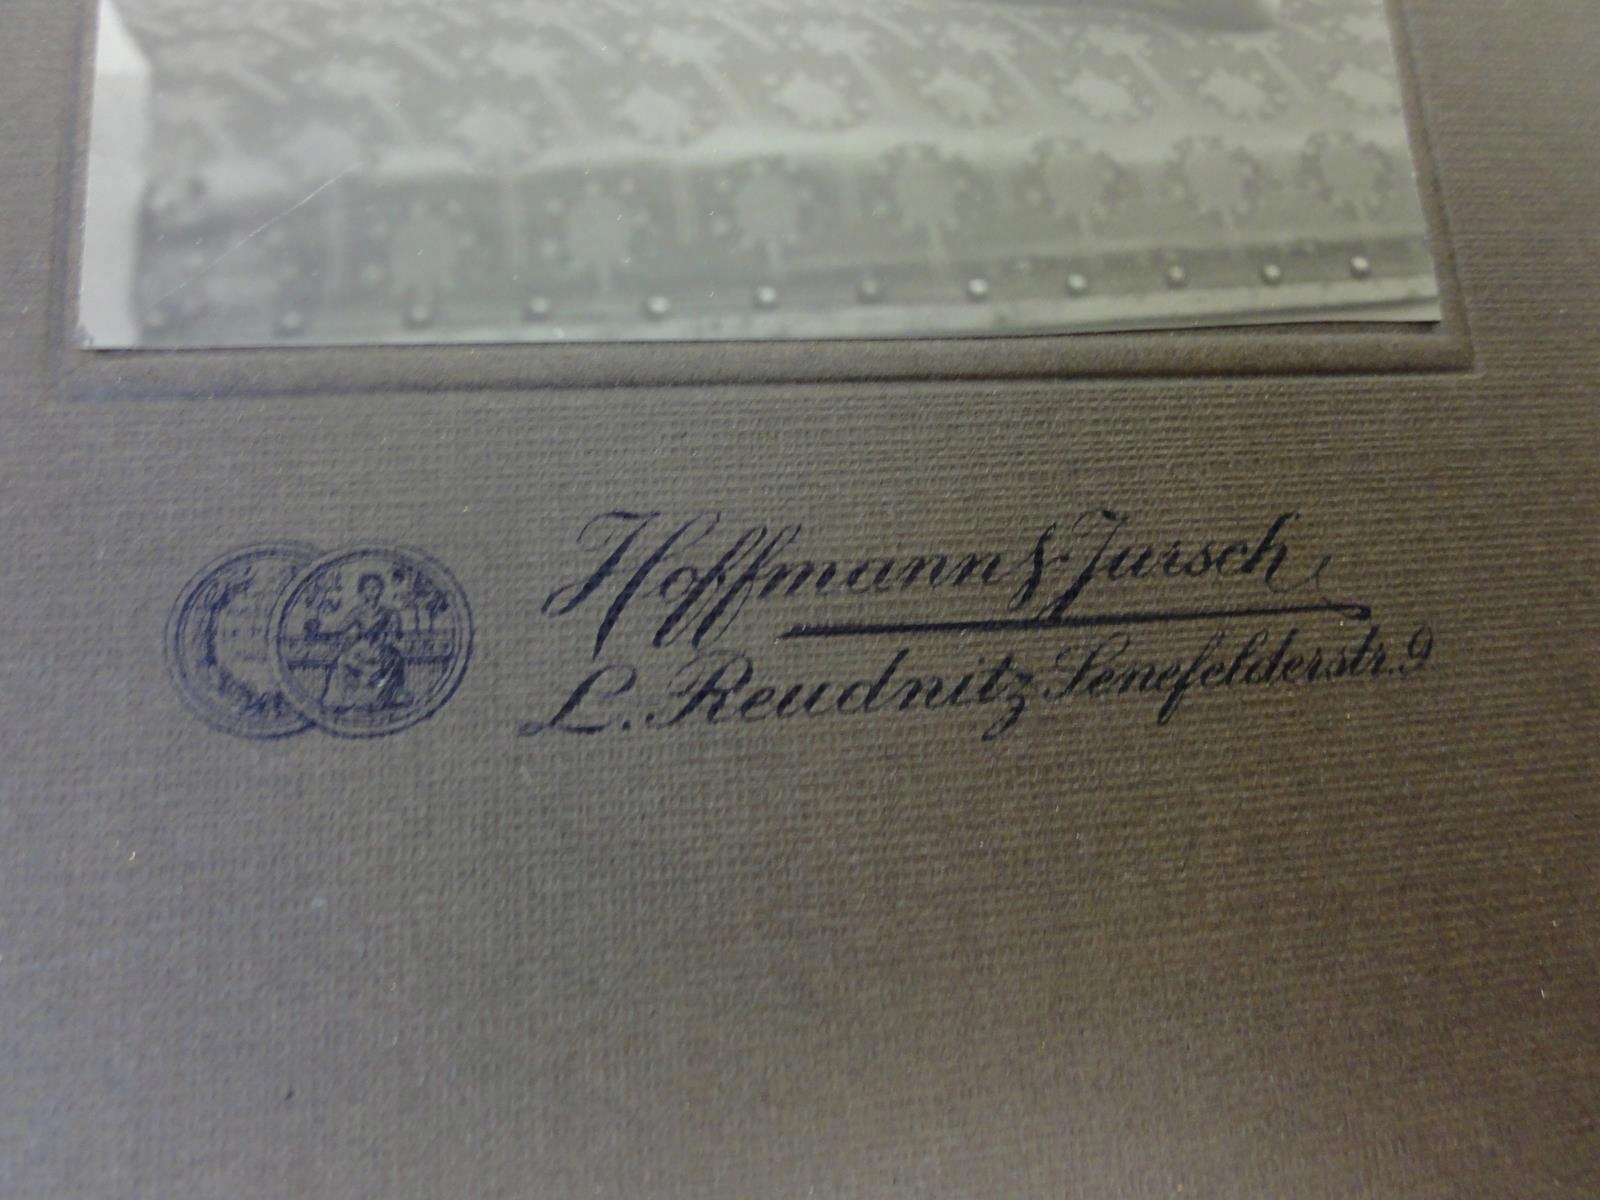 Hoffmann & Jursch
L. Reudnitz Senefelderstr. 9